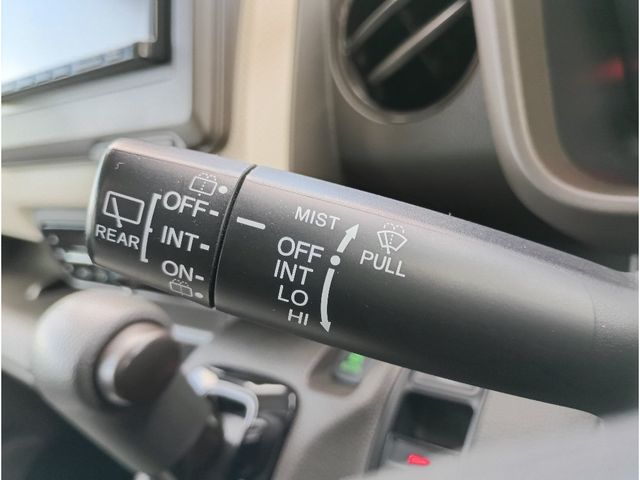 REAR
OFF-
INT-
ON-
MIST
OFF
INT
LO
HI
PULL